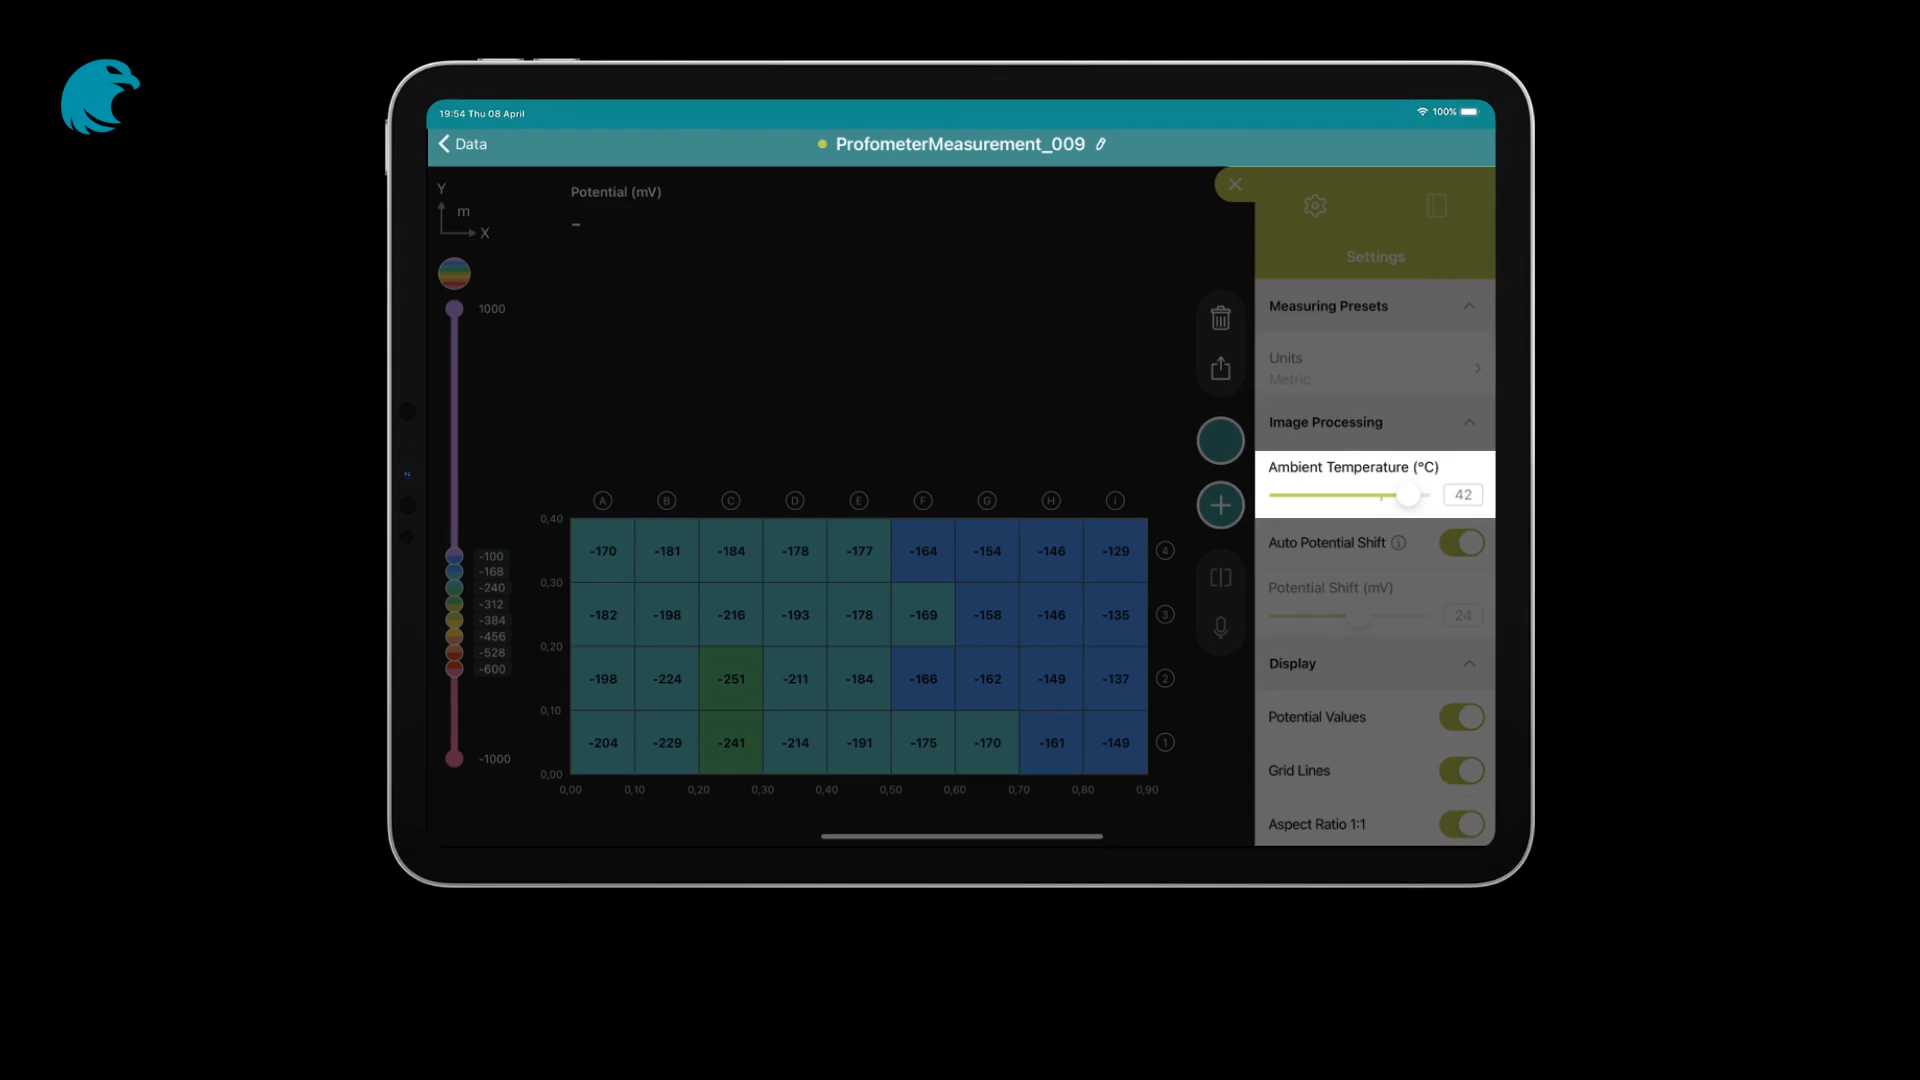 19:54 Thu 08 April
100%
Data
ProfometerMeasurement_009
Y
m
X
Potential (mV)
–
1000
-100
-168
-240
-312
-384
-456
-528
-600
-1000
A B C D E F G H I
0,40
-170 -181 -184 -178 -177 -164 -154 -146 -129 4
0,30
-182 -198 -216 -193 -178 -169 -158 -146 -135 3
0,20
-198 -224 -251 -211 -184 -166 -162 -149 -137 2
0,10
-204 -229 -241 -214 -191 -175 -170 -161 -149 1
0,00
0,00 0,10 0,20 0,30 0,40 0,50 0,60 0,70 0,80 0,90
Settings
Measuring Presets
Units
Metric
Image Processing
Ambient Temperature (°C)
42
Auto Potential Shift
Potential Shift (mV)
24
Display
Potential Values
Grid Lines
Aspect Ratio 1:1